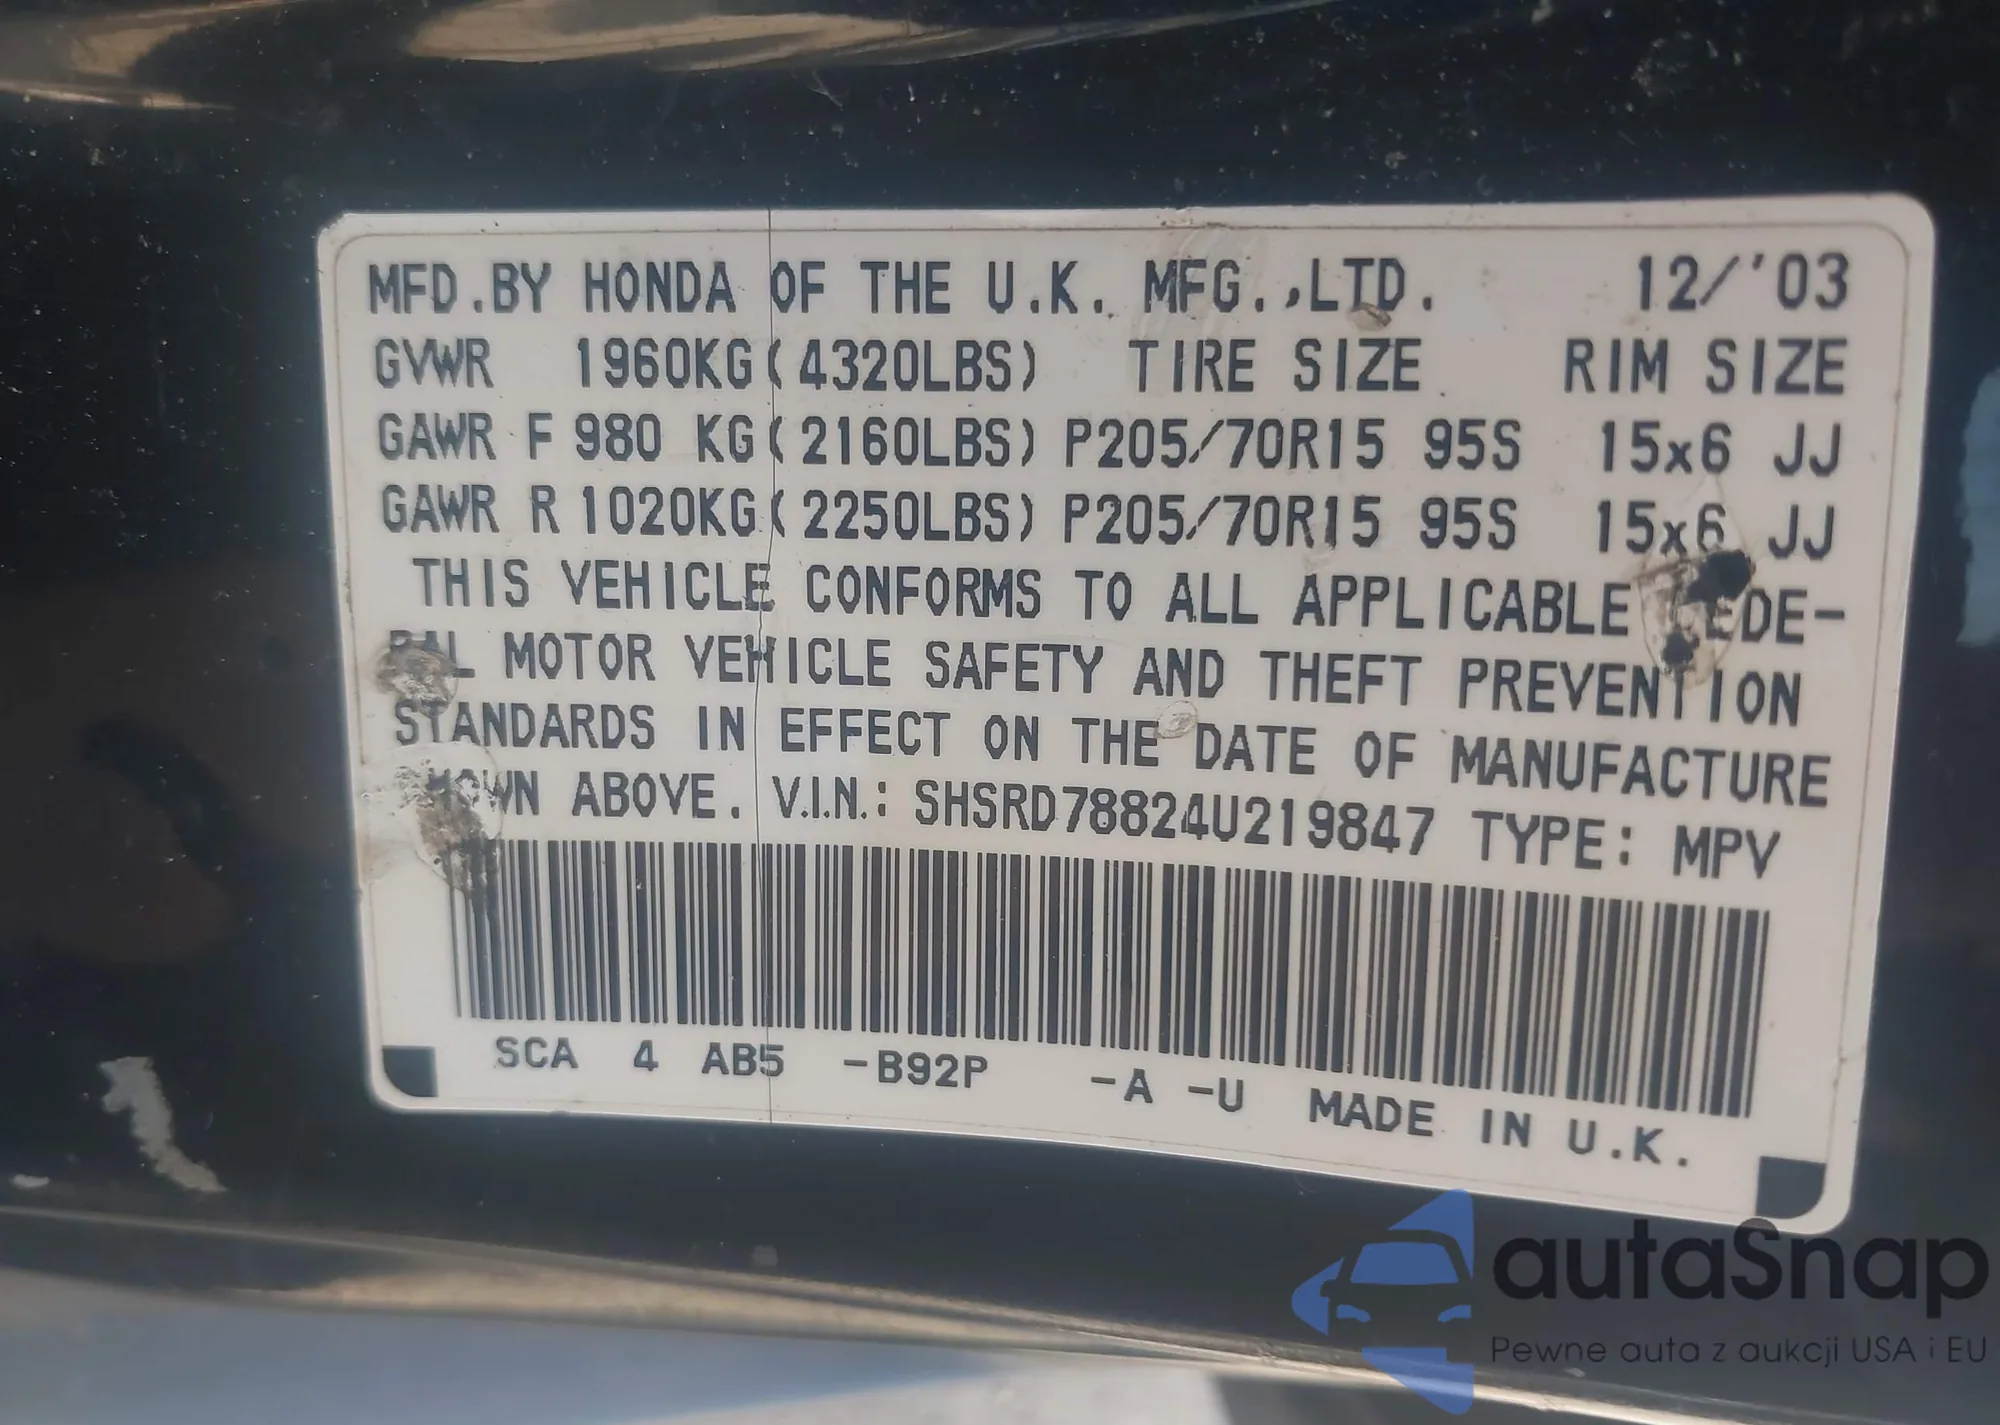 MFD.BY HONDA OF THE U.K. MFG.,LTD. 12/'03
GVWR 1960KG(4320LBS) TIRE SIZE RIM SIZE
GAWR F 980 KG(2160LBS) P205/70R15 95S 15x6 JJ
GAWR R 1020KG(2250LBS) P205/70R15 95S 15x6 JJ
THIS VEHICLE CONFORMS TO ALL APPLICABLE FEDE-
RAL MOTOR VEHICLE SAFETY AND THEFT PREVENTION
STANDARDS IN EFFECT ON THE DATE OF MANUFACTURE
SHOWN ABOVE. V.I.N.: SHSRD78824U219847 TYPE: MPV
SCA 4 AB5 -B92P -A -U MADE IN U.K.
autaSnap
Pewne auta z aukcji USA i EU